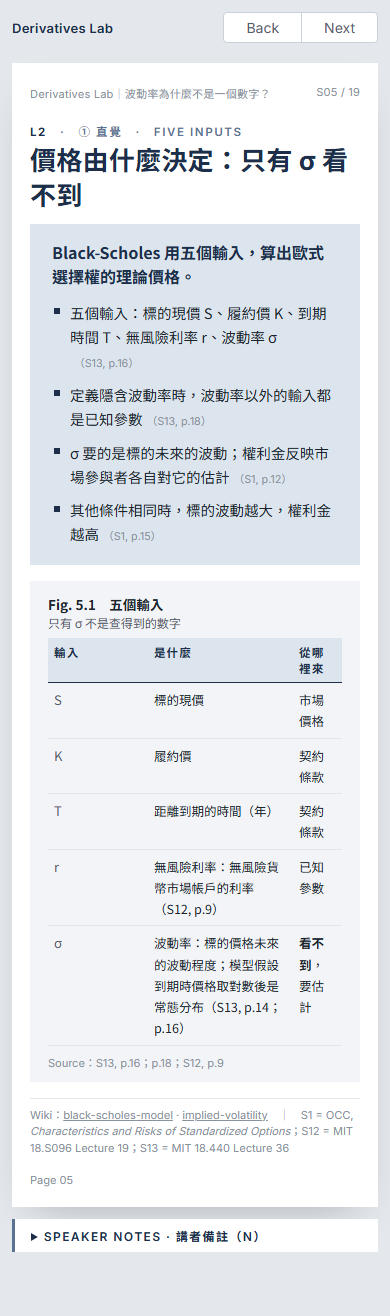 Derivatives Lab
Back
Next
Derivatives Lab｜波動率為什麼不是一個數字？
S05 / 19
L2 · ① 直覺 · FIVE INPUTS
價格由什麼決定：只有 σ 看
不到
Black-Scholes 用五個輸入，算出歐式
選擇權的理論價格。
五個輸入：標的現價 S、履約價 K、到期
時間 T、無風險利率 r、波動率 σ
（S13, p.16）
定義隱含波動率時，波動率以外的輸入都
是已知參數（S13, p.18）
σ 要的是標的未來的波動；權利金反映市
場參與者各自對它的估計（S1, p.12）
其他條件相同時，標的波動越大，權利金
越高（S1, p.15）
Fig. 5.1 五個輸入
只有 σ 不是查得到的數字
輸入
是什麼
從哪
裡來
S
標的現價
市場
價格
K
履約價
契約
條款
T
距離到期的時間（年）
契約
條款
r
無風險利率：無風險貨
幣市場帳戶的利率
（S12, p.9）
已知
參數
σ
波動率：標的價格未來
的波動程度；模型假設
到期時價格取對數後是
常態分布（S13, p.14；
p.16）
看不
到，
要估
計
Source：S13, p.16；p.18；S12, p.9
Wiki：black-scholes-model · implied-volatility ｜ S1 = OCC,
Characteristics and Risks of Standardized Options；S12 = MIT
18.S096 Lecture 19；S13 = MIT 18.440 Lecture 36
Page 05
▶ SPEAKER NOTES · 講者備註（N）